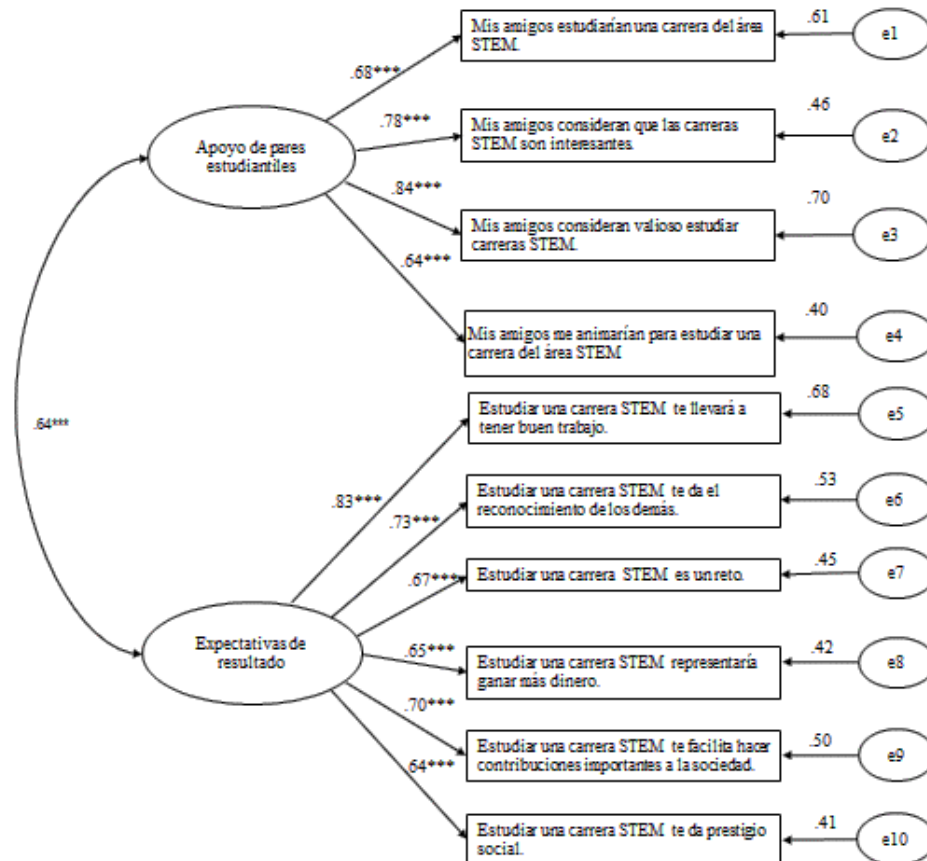 Mis amigos estudiarían una carrera del área
STEM.
.61
e1
.68***
Mis amigos consideran que las carreras
STEM son interesantes.
.46
e2
.78***
Apoyo de pares
estudiantiles
Mis amigos consideran valioso estudiar
carreras STEM.
.70
e3
.84***
.64***
Mis amigos me animarían para estudiar una
carrera del área STEM
.40
e4
Estudiar una carrera STEM te llevará a
tener buen trabajo.
.68
e5
.64***
.83***
Estudiar una carrera STEM te da el
reconocimiento de los demás.
.53
e6
.73***
Estudiar una carrera STEM es un reto.
.45
e7
.67***
Expectativas de
resultado
.65***
Estudiar una carrera STEM representaría
ganar más dinero.
.42
e8
.70***
Estudiar una carrera STEM te facilita hacer
contribuciones importantes a la sociedad.
.50
e9
.64***
Estudiar una carrera STEM te da prestigio
social.
.41
e10